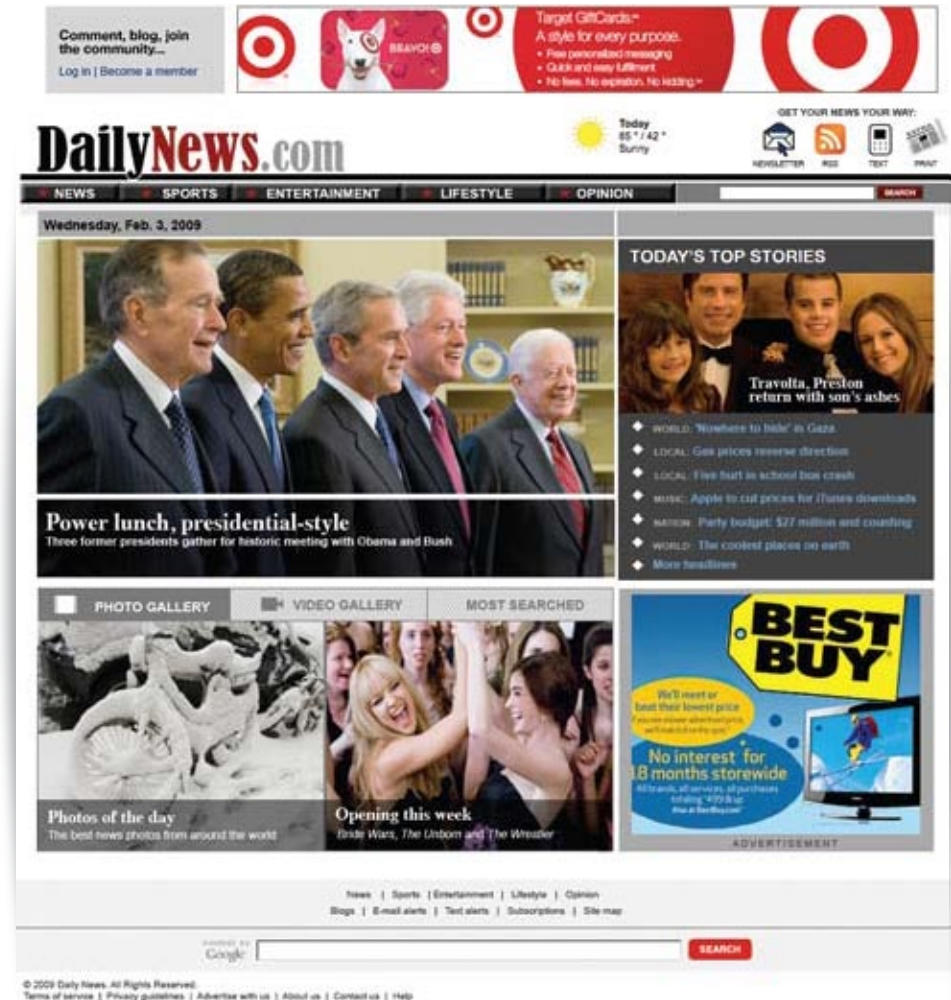 Comment, blog, join
the community...
Log in | Become a member
BRAVO!
Target GiftCards:℠
A style for every purpose.
• Free personalized messaging
• Quick and easy fulfillment
• No fees. No expiration. No kidding.℠
DailyNews.com
Today
65 ° / 42 °
Sunny
GET YOUR NEWS YOUR WAY:
NEWSLETTER RSS TEXT PRINT
NEWS SPORTS ENTERTAINMENT LIFESTYLE OPINION SEARCH
Wednesday, Feb. 3, 2009
TODAY'S TOP STORIES
Travolta, Preston
return with son's ashes
WORLD: 'Nowhere to hide' in Gaza
LOCAL: Gas prices reverse direction
LOCAL: Five hurt in school bus crash
MUSIC: Apple to cut prices for iTunes downloads
NATION: Party budget: $27 million and counting
WORLD: The coolest places on earth
More headlines
Power lunch, presidential-style
Three former presidents gather for historic meeting with Obama and Bush
PHOTO GALLERY VIDEO GALLERY MOST SEARCHED
Photos of the day
The best news photos from around the world
Opening this week
Bride Wars, The Unborn and The Wrestler
BEST
BUY
We'll meet or
beat their lowest price
No interest for
18 months storewide
All brands, all services, all purchases
ADVERTISEMENT
News | Sports | Entertainment | Lifestyle | Opinion
Blogs | E-mail alerts | Text alerts | Subscriptions | Site map
Google SEARCH
© 2009 Daily News. All Rights Reserved.
Terms of service | Privacy guidelines | Advertise with us | About us | Contact us | Help